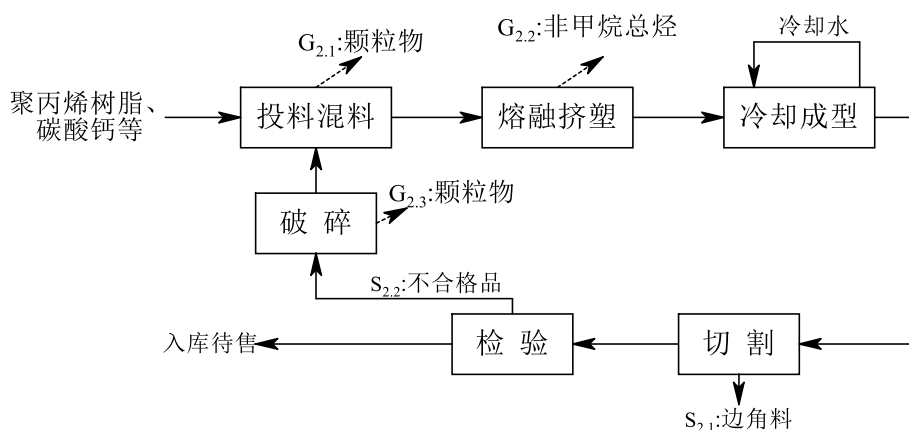 G2.1:颗粒物
G2.2:非甲烷总烃
冷却水
聚丙烯树脂、
碳酸钙等
投料混料
熔融挤塑
冷却成型
破 碎
G2.3:颗粒物
S2.2:不合格品
入库待售
检 验
切 割
S2.1:边角料